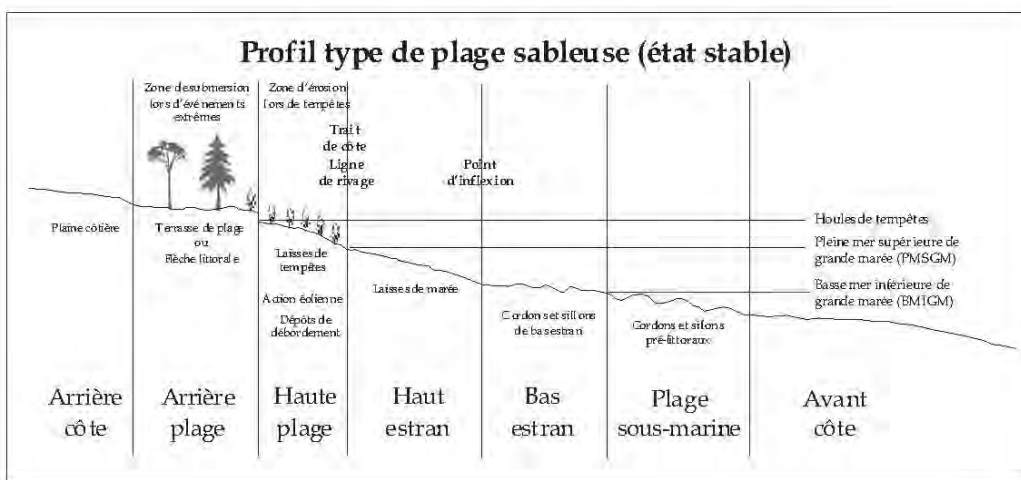 Profil type de plage sableuse (état stable)
Zone de submersion
lors d'événements
extrêmes
Zone d'érosion
lors de tempêtes
Trait
de côte
Ligne
de rivage
Point
d'inflexion
Houles de tempêtes
Pleine mer supérieure de
grande marée (PMSGM)
Basse mer inférieure de
grande marée (BMIGM)
Plaine côtière
Terrasse de plage
ou
Flèche littorale
Laisses de
tempêtes
Action éolienne
Dépôts de
débordement
Laisses de marée
Cordon et sillons
de bas estran
Cordons et sillons
pré-littoraux
Arrière
côte
Arrière
plage
Haute
plage
Haut
estran
Bas
estran
Plage
sous-marine
Avant
côte